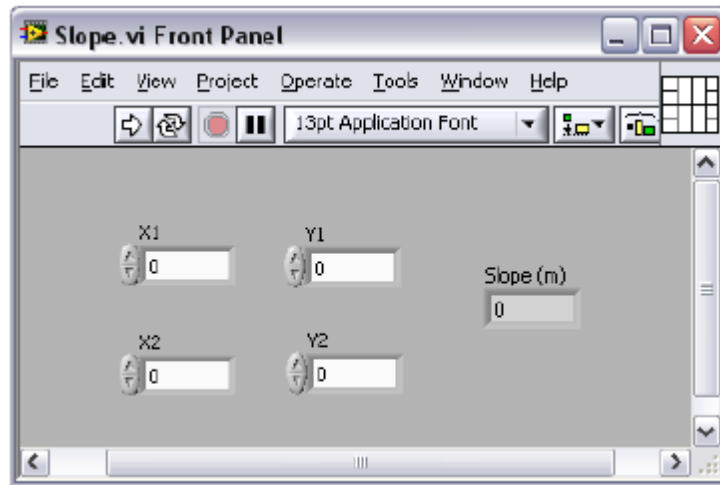 Slope.vi Front Panel
File Edit View Project Operate Tools Window Help
13pt Application Font
X1 Y1
0 0
Slope (m)
0
X2 Y2
0 0